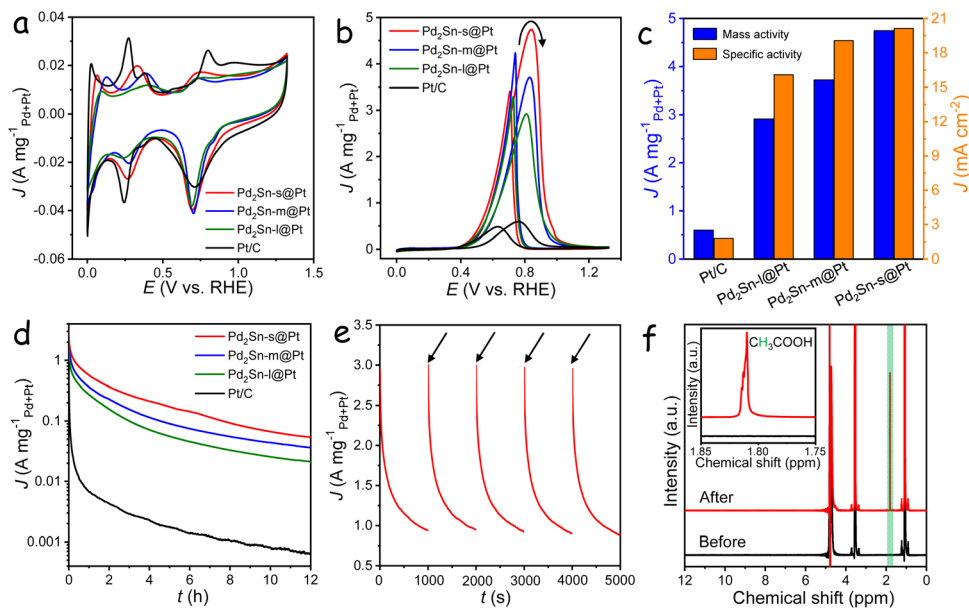 a
0.04
0.02
0.00
-0.02
-0.04
-0.06
J (A mg⁻¹Pd+Pt)
0.0
0.5
1.0
1.5
E (V vs. RHE)
Pd₂Sn-s@Pt
Pd₂Sn-m@Pt
Pd₂Sn-l@Pt
Pt/C
b
5
4
3
2
1
0
J (A mg⁻¹Pd+Pt)
0.0
0.4
0.8
1.2
E (V vs. RHE)
Pd₂Sn-s@Pt
Pd₂Sn-m@Pt
Pd₂Sn-l@Pt
Pt/C
c
5
4
3
2
1
0
J (A mg⁻¹Pd+Pt)
Mass activity
Specific activity
Pt/C
Pd₂Sn-l@Pt
Pd₂Sn-m@Pt
Pd₂Sn-s@Pt
21
18
15
12
9
6
3
0
J (mA cm⁻²)
d
1
0.1
0.01
0.001
J (A mg⁻¹Pd+Pt)
0
2
4
6
8
10
12
t (h)
Pd₂Sn-s@Pt
Pd₂Sn-m@Pt
Pd₂Sn-l@Pt
Pt/C
e
3.5
3.0
2.5
2.0
1.5
1.0
0.5
J (A mg⁻¹Pd+Pt)
0
1000
2000
3000
4000
5000
t (s)
f
Intensity (a.u.)
CH₃COOH
Intensity (a.u.)
1.85
1.80
1.75
Chemical shift (ppm)
After
Before
12
10
8
6
4
2
0
Chemical shift (ppm)